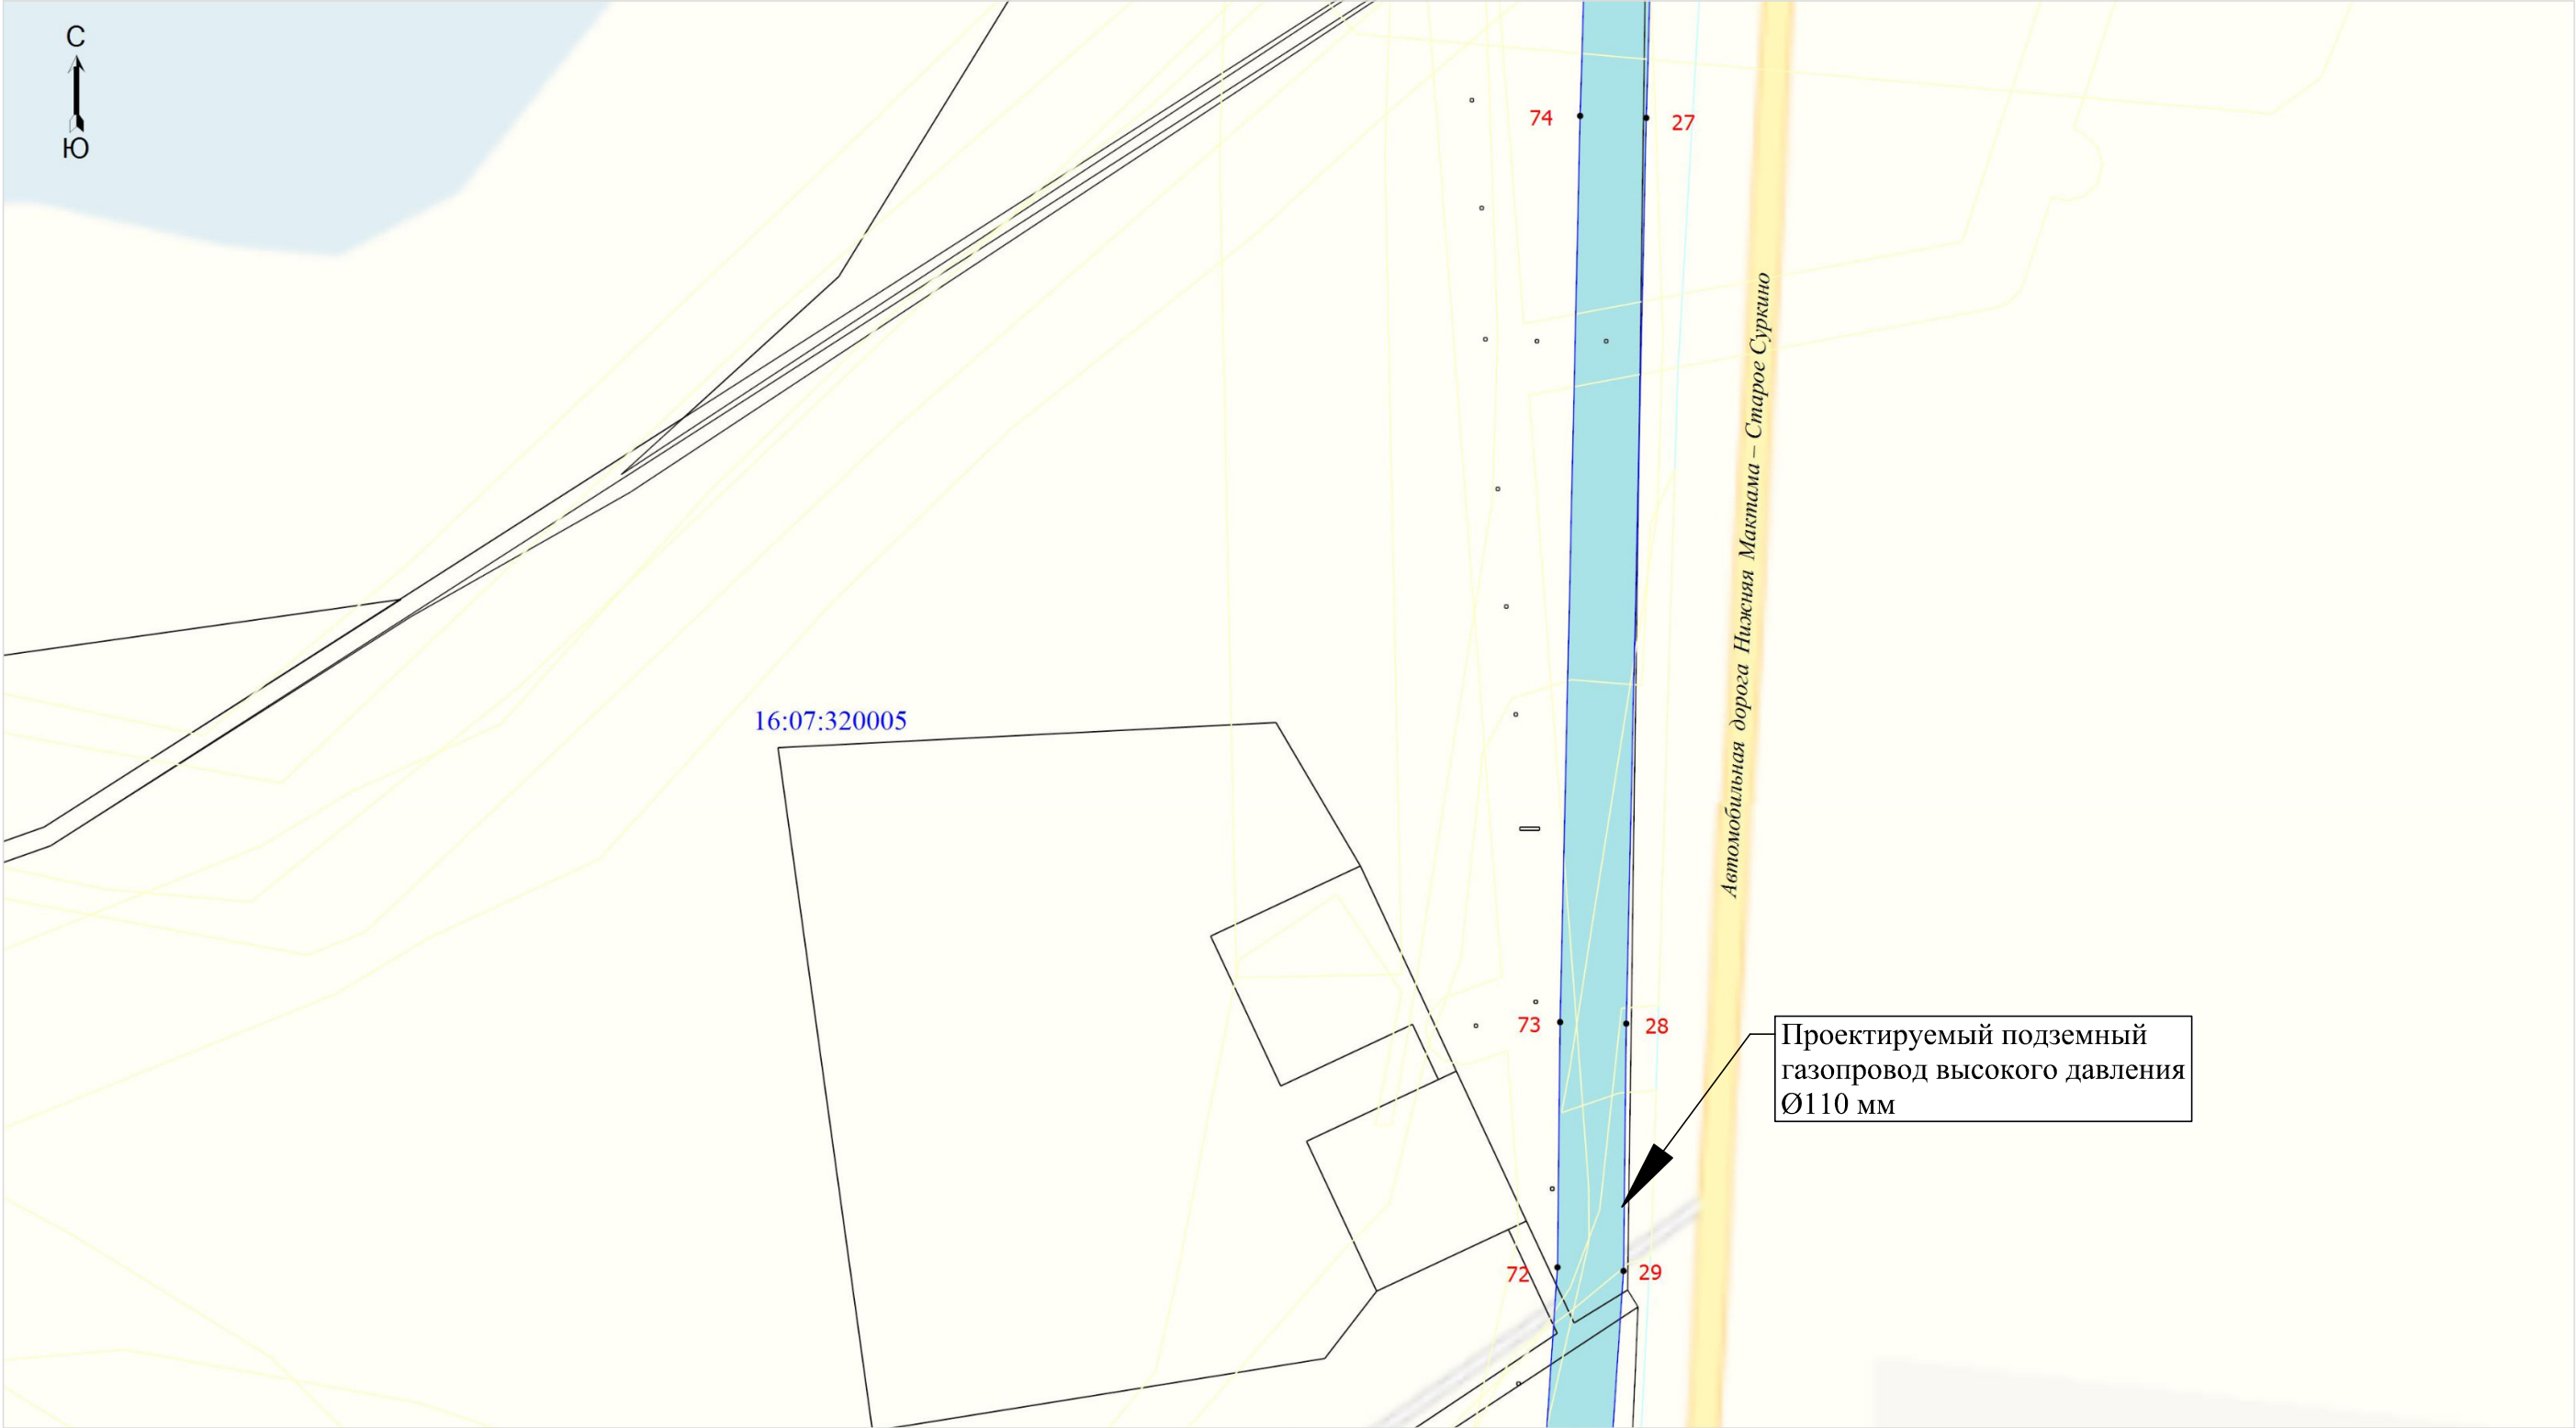 С
Ю
74
27
Автомобильная дорога Нижняя Мактама – Старое Суркино
16:07:320005
73
28
Проектируемый подземный
газопровод высокого давления
Ø110 мм
72
29